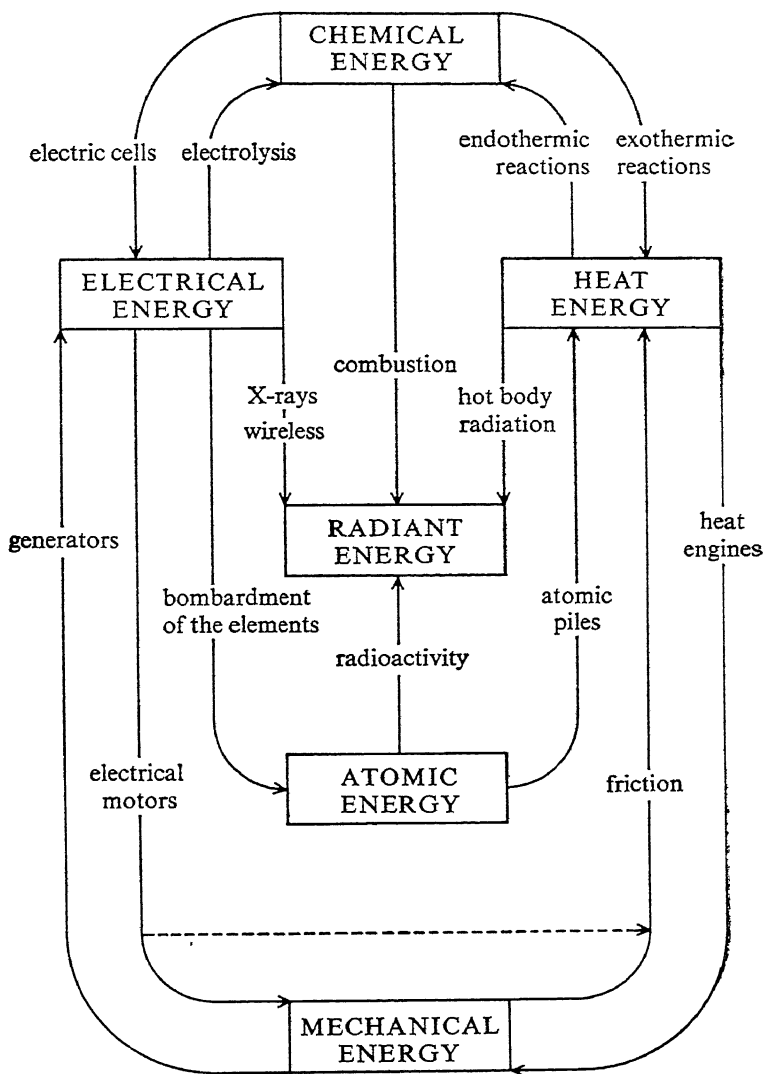 CHEMICAL
ENERGY
electric cells
electrolysis
endothermic
reactions
exothermic
reactions
ELECTRICAL
ENERGY
HEAT
ENERGY
combustion
X-rays
wireless
hot body
radiation
RADIANT
ENERGY
generators
heat
engines
bombardment
of the elements
atomic
piles
radioactivity
electrical
motors
ATOMIC
ENERGY
friction
MECHANICAL
ENERGY